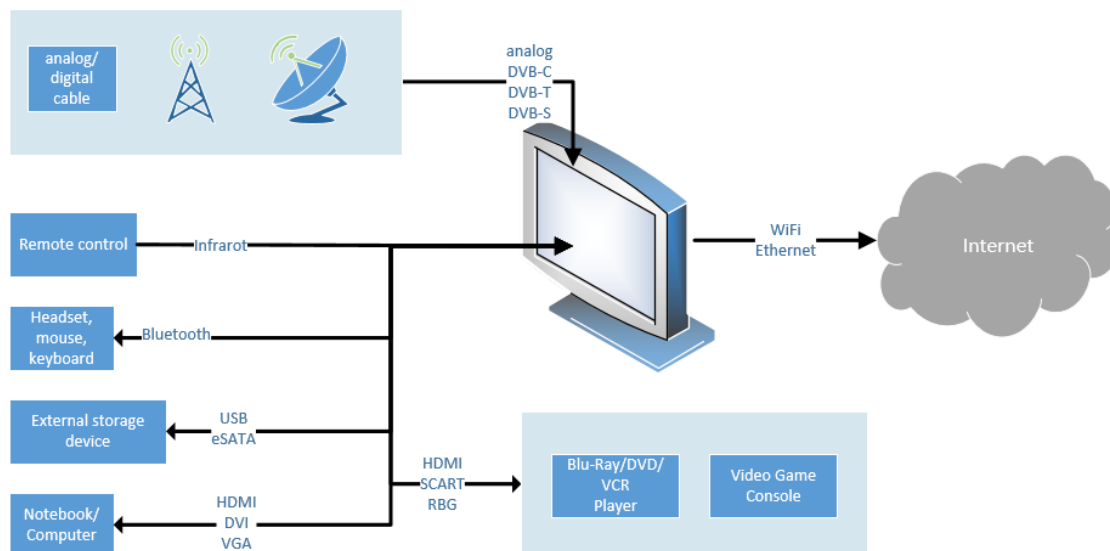 analog/
digital
cable
analog
DVB-C
DVB-T
DVB-S
Remote control
Infrarot
WiFi
Ethernet
Internet
Headset,
mouse,
keyboard
Bluetooth
External storage
device
USB
eSATA
Notebook/
Computer
HDMI
DVI
VGA
HDMI
SCART
RBG
Blu-Ray/DVD/
VCR
Player
Video Game
Console